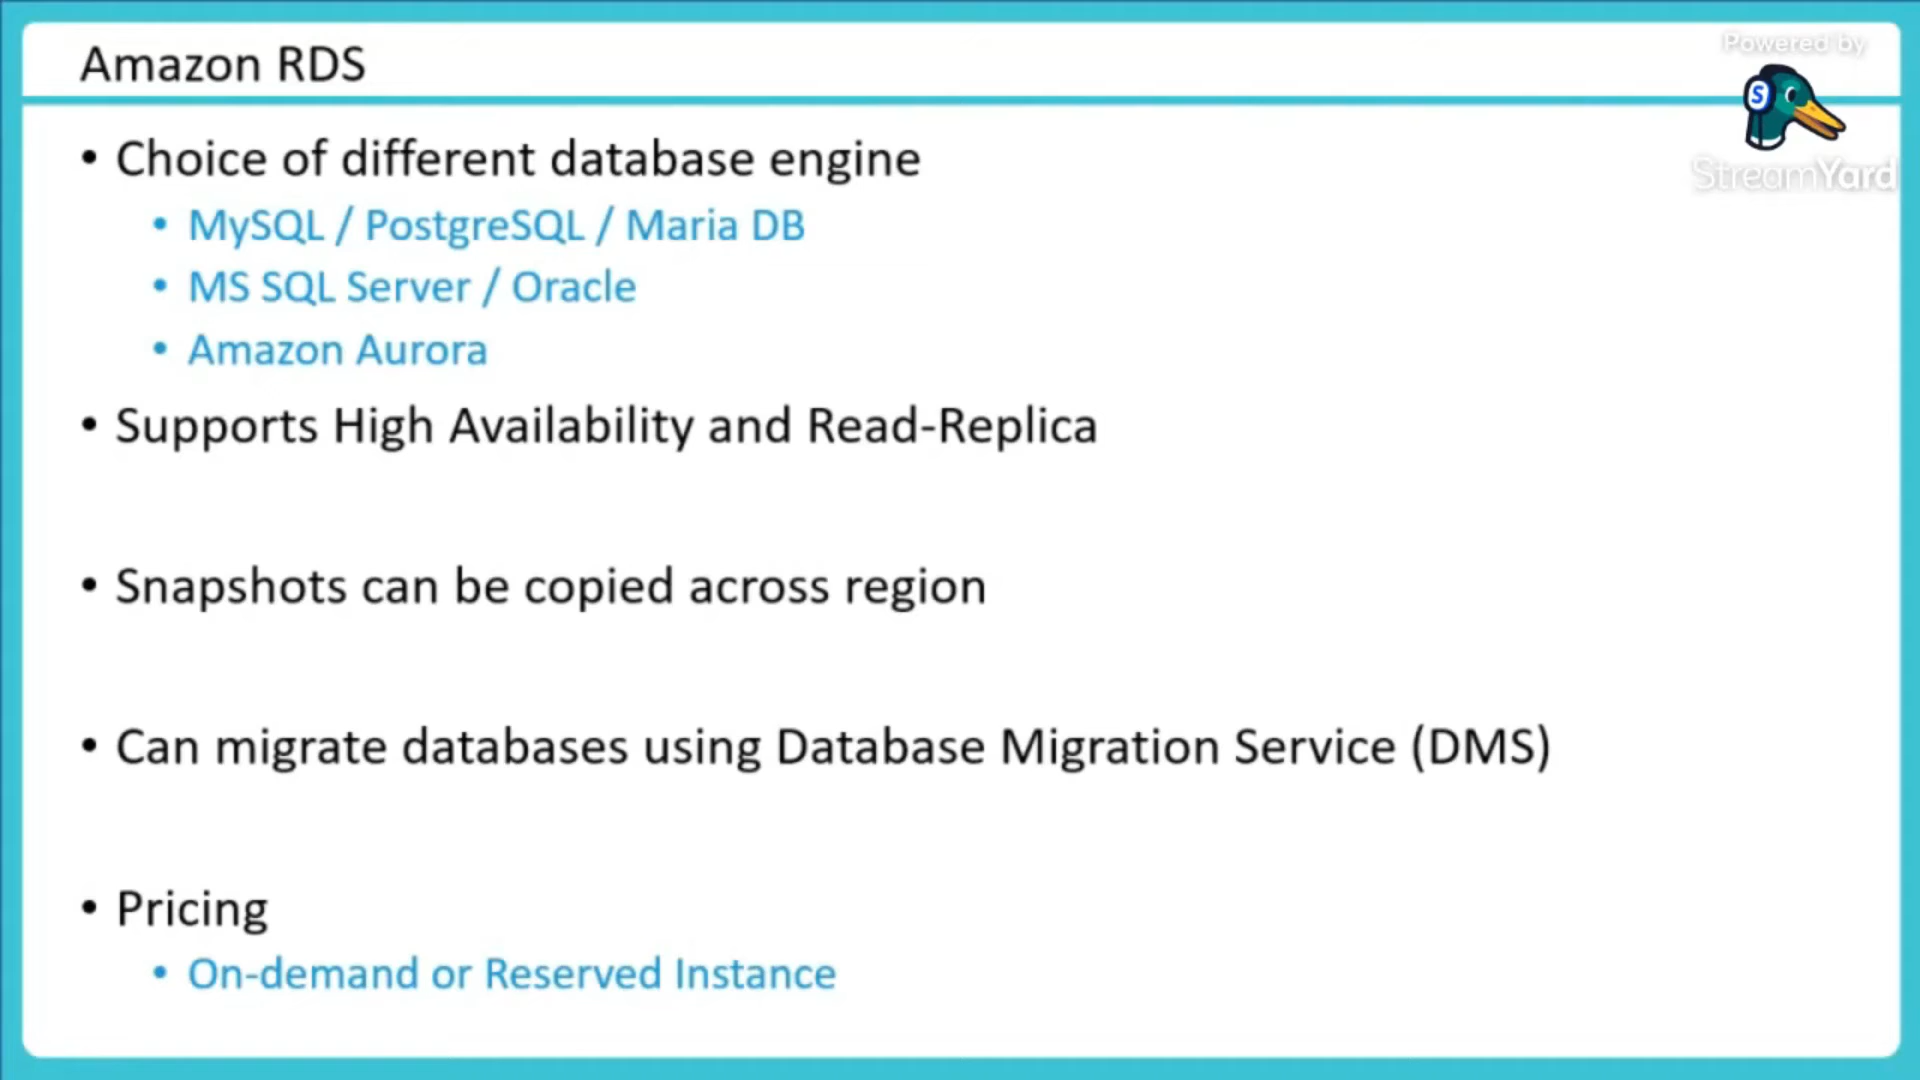 Amazon RDS
Powered by
S
StreamYard
• Choice of different database engine
• MySQL / PostgreSQL / Maria DB
• MS SQL Server / Oracle
• Amazon Aurora
• Supports High Availability and Read-Replica
• Snapshots can be copied across region
• Can migrate databases using Database Migration Service (DMS)
• Pricing
• On-demand or Reserved Instance